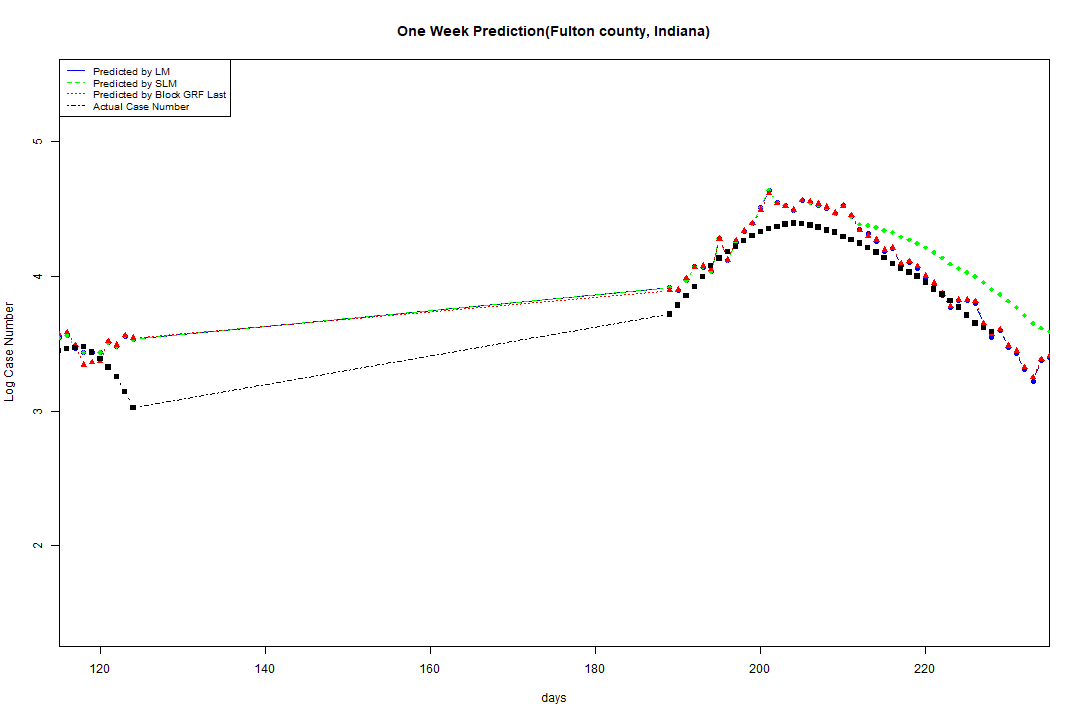 One Week Prediction(Fulton county, Indiana)
Predicted by LM
Predicted by SLM
Predicted by Block GRF Last
Actual Case Number
5
4
3
2
Log Case Number
120 140 160 180 200 220
days